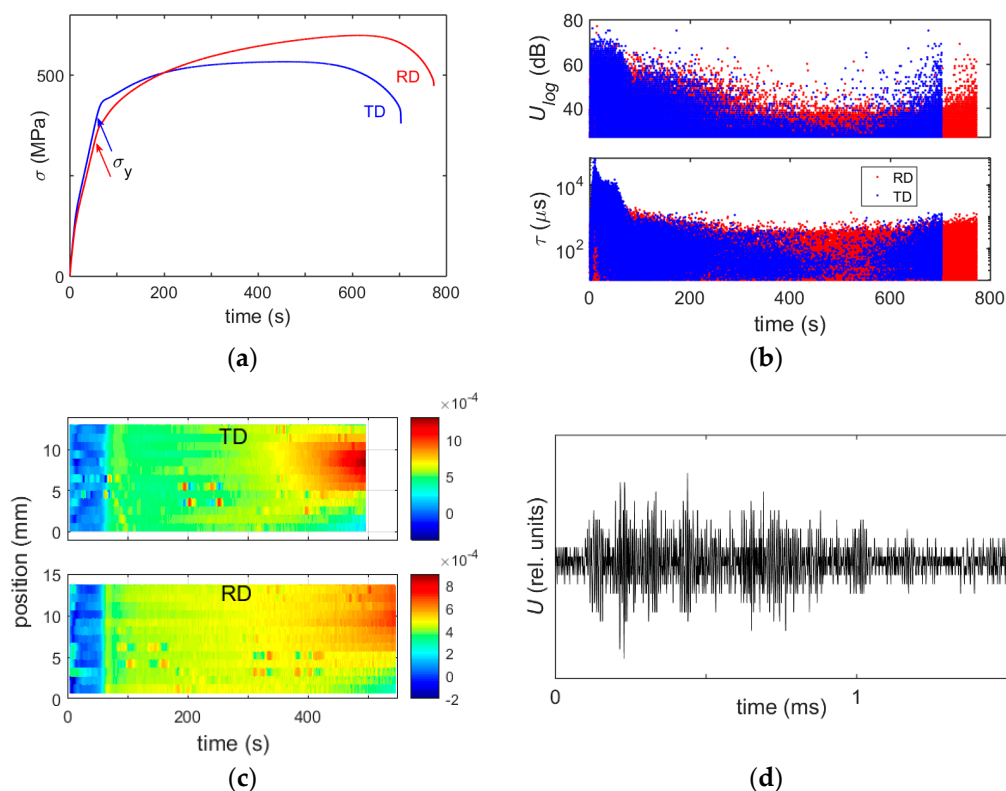 500
0
σ (MPa)
RD
TD
σy
0 200 400 600 800
time (s)
(a)
80
60
40
Ulog (dB)
10^4
10^2
τ (μs)
RD
TD
0 200 400 600 800
time (s)
(b)
×10^-4
TD
10
5
0
10
5
0
×10^-4
RD
15
10
5
0
8
6
4
2
0
-2
position (mm)
0 200 400
time (s)
(c)
U (rel. units)
0 1
time (ms)
(d)